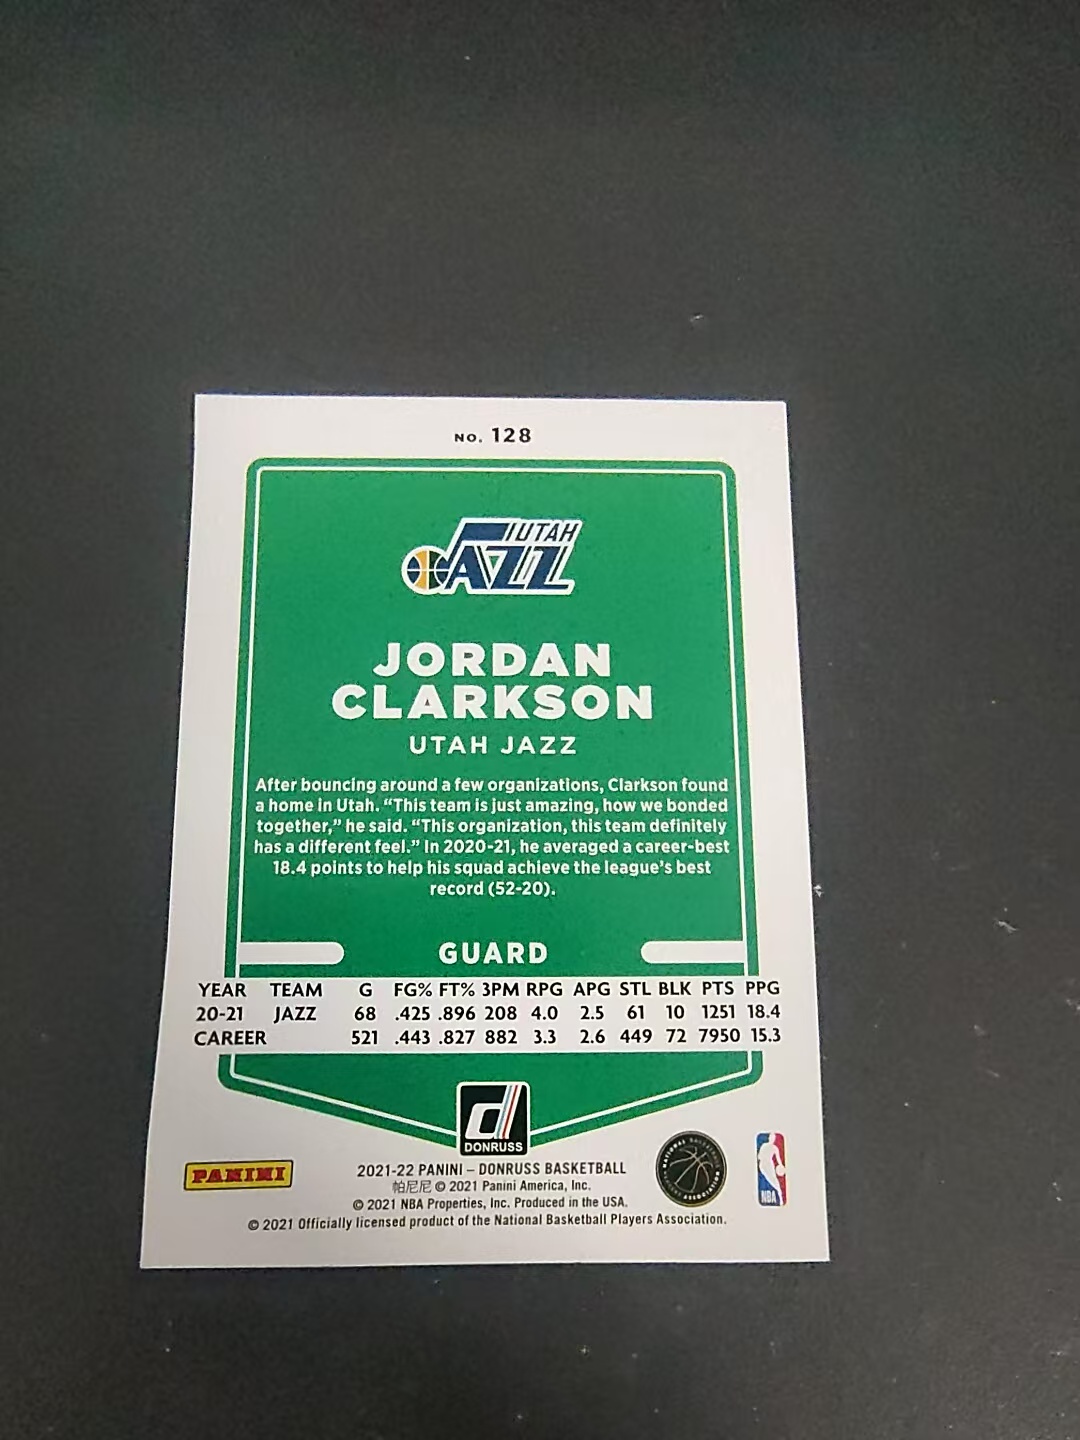 NO. 128
UTAH
JAZZ
JORDAN
CLARKSON
UTAH JAZZ
After bouncing around a few organizations, Clarkson found
a home in Utah. “This team is just amazing, how we bonded
together,” he said. “This organization, this team definitely
has a different feel.” In 2020-21, he averaged a career-best
18.4 points to help his squad achieve the league’s best
record (52-20).
GUARD
YEAR TEAM G FG% FT% 3PM RPG APG STL BLK PTS PPG
20-21 JAZZ 68 .425 .896 208 4.0 2.5 61 10 1251 18.4
CAREER 521 .443 .827 882 3.3 2.6 449 72 7950 15.3
DONRUSS
PANINI
2021-22 PANINI – DONRUSS BASKETBALL
帕尼尼 © 2021 Panini America, Inc.
© 2021 NBA Properties, Inc. Produced in the USA.
© 2021 Officially licensed product of the National Basketball Players Association.
NATIONAL BASKETBALL
ASSOCIATION
NBA